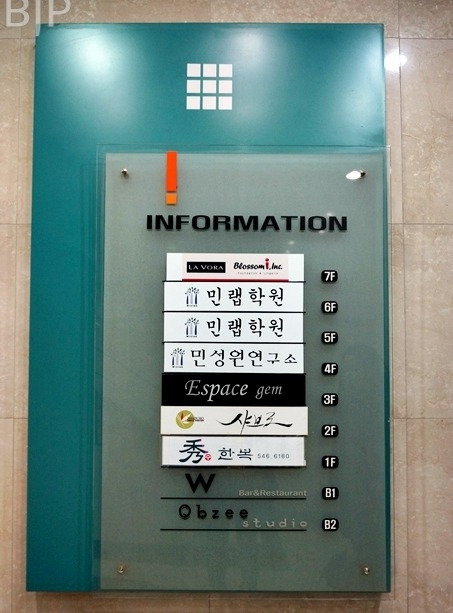 BIP
INFORMATION
LA VORA Blossom i, Inc. 7F
민랩학원 6F
민랩학원 5F
민성원연구소 4F
Espace gem 3F
샤브로 2F
秀 한복 546.6160 1F
W Bar&Restaurant B1
Obzee studio B2